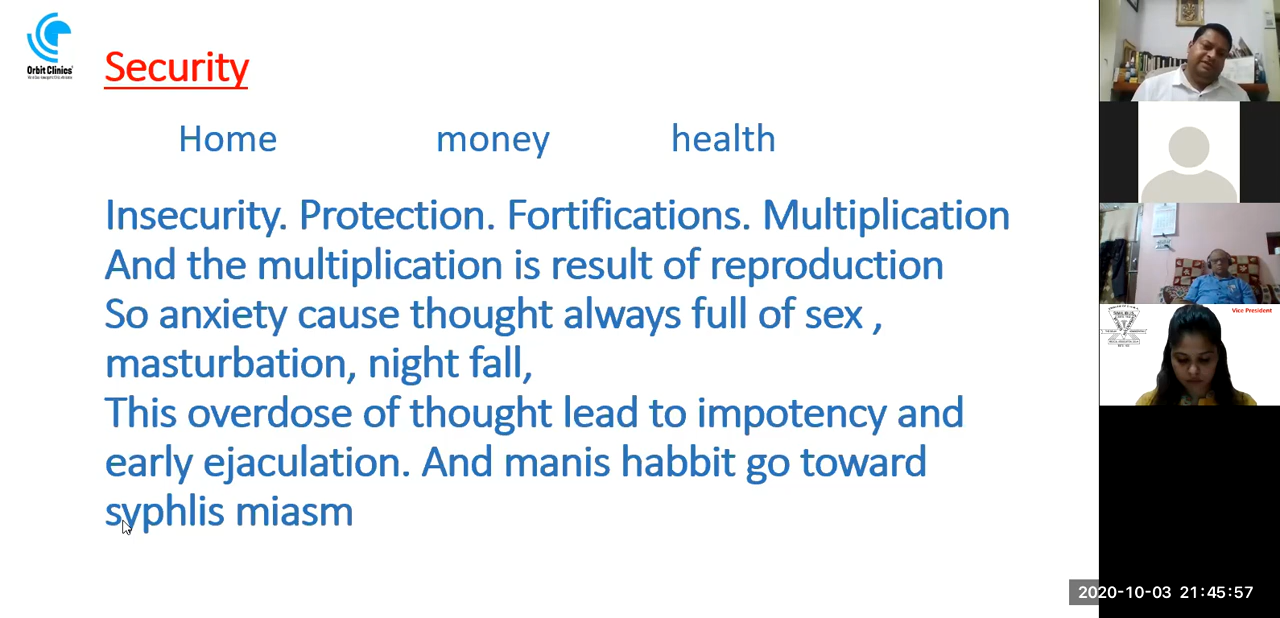 Orbit Clinics
Security
Home money health
Insecurity. Protection. Fortifications. Multiplication
And the multiplication is result of reproduction
So anxiety cause thought always full of sex ,
masturbation, night fall,
This overdose of thought lead to impotency and
early ejaculation. And manis habbit go toward
syphlis miasm
Vice President
2020-10-03 21:45:57